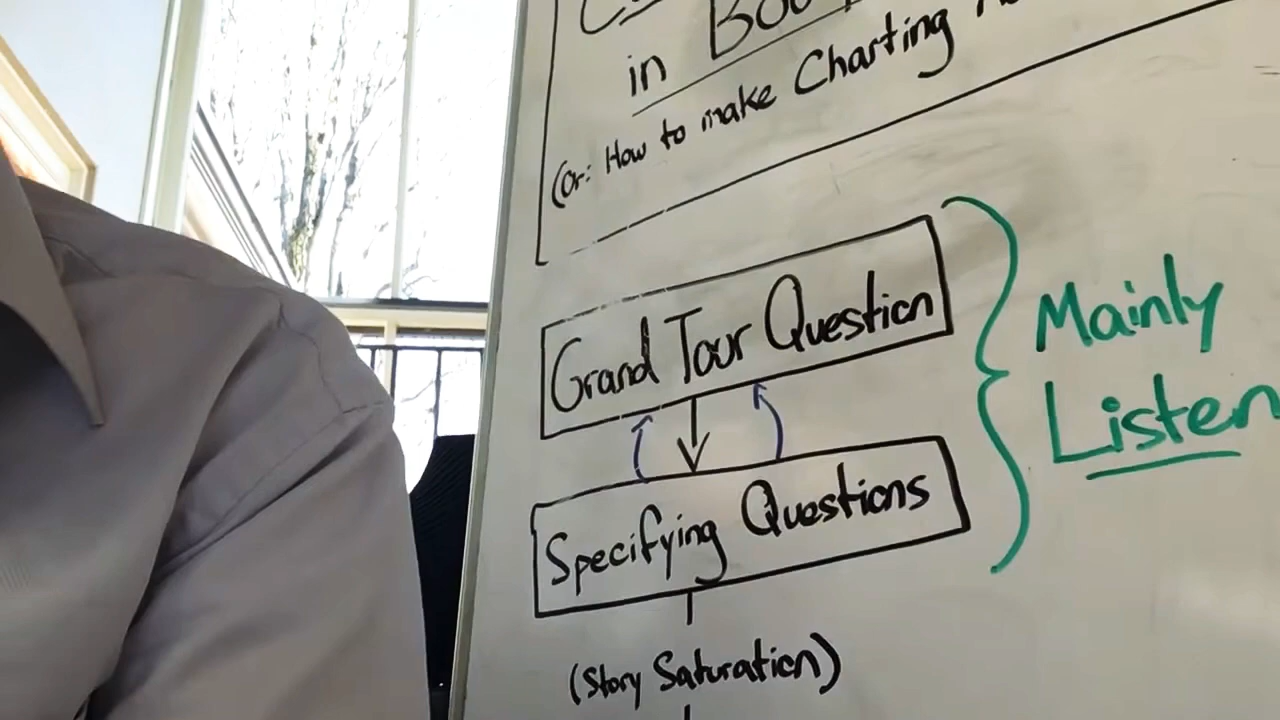 in
(Or: How to make Charting
Grand Tour Question
Mainly
Listen
Specifying Questions
(Story Saturation)